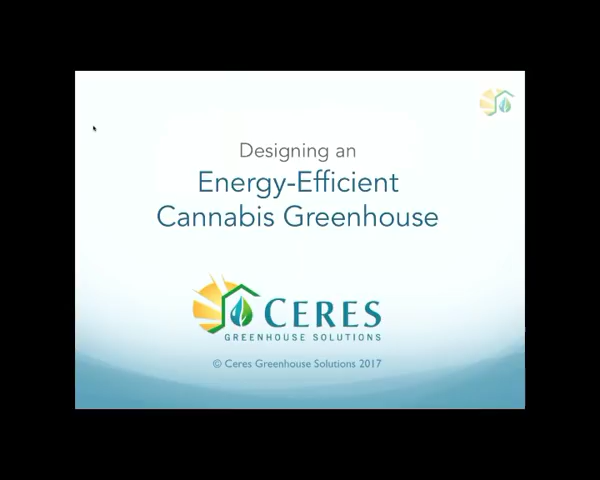 Designing an
Energy-Efficient
Cannabis Greenhouse
CERES
GREENHOUSE SOLUTIONS
© Ceres Greenhouse Solutions 2017